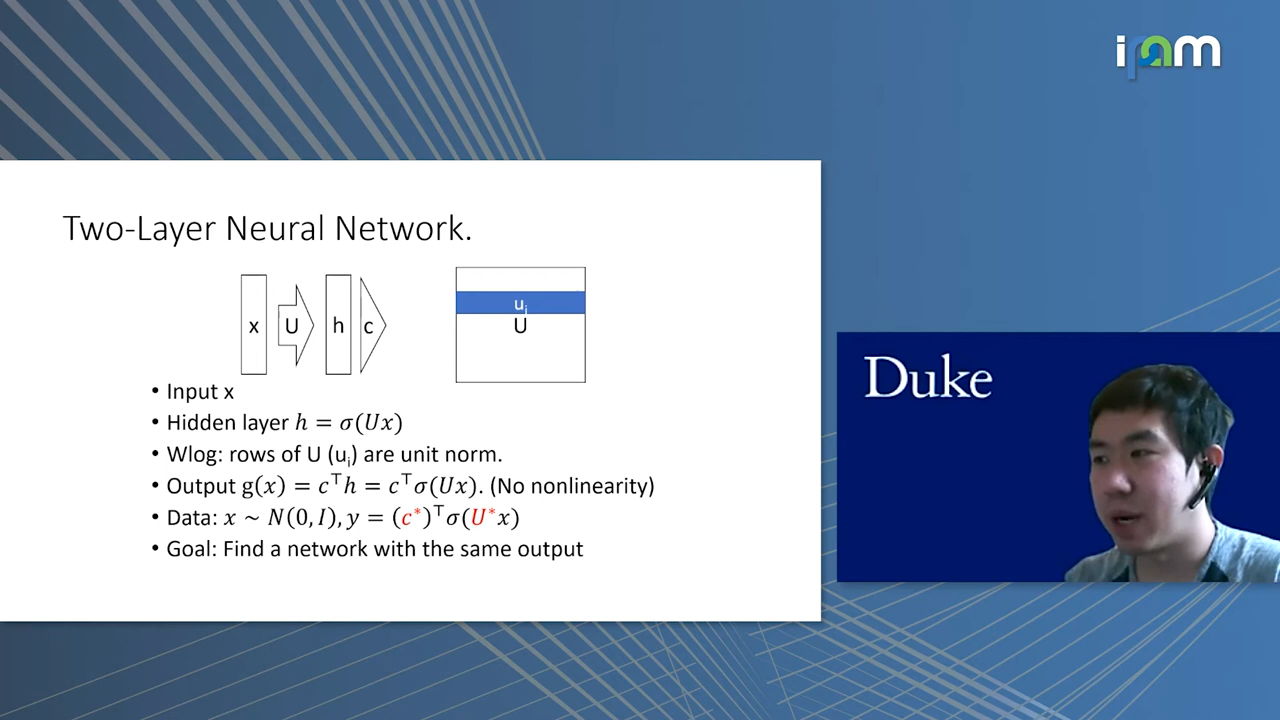 ipam
Two-Layer Neural Network.
x U h c
uᵢ
U
• Input x
• Hidden layer ℎ = 𝜎(𝑈𝑥)
• Wlog: rows of U (uᵢ) are unit norm.
• Output g(𝑥) = 𝑐⊤ℎ = 𝑐⊤𝜎(𝑈𝑥). (No nonlinearity)
• Data: 𝑥 ~ 𝑁(0, 𝐼), 𝑦 = (𝑐*)⊤𝜎(𝑈*𝑥)
• Goal: Find a network with the same output
Duke